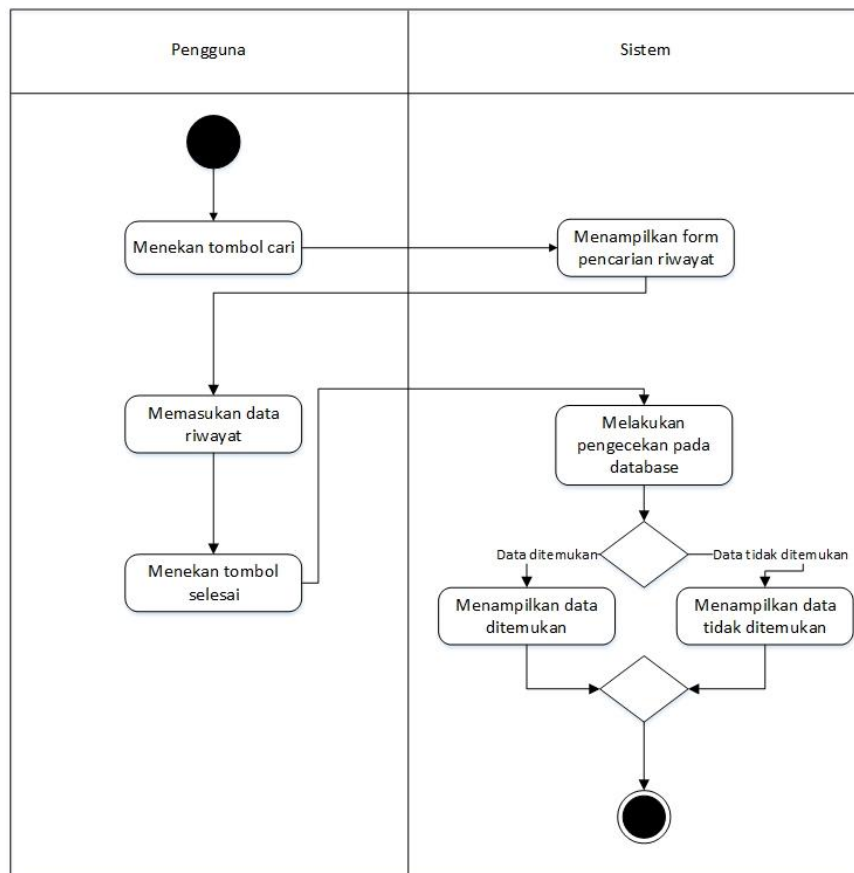 Pengguna
Sistem
Menekan tombol cari
Menampilkan form
pencarian riwayat
Memasukan data
riwayat
Melakukan
pengecekan pada
database
Menekan tombol
selesai
Data ditemukan
Data tidak ditemukan
Menampilkan data
ditemukan
Menampilkan data
tidak ditemukan